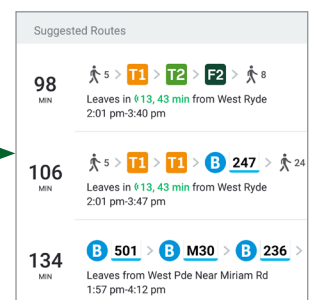 Suggested Routes
98 MIN
5 > T1 > T2 > F2 > 8
Leaves in 13, 43 min from West Ryde
2:01 pm-3:40 pm
106 MIN
5 > T1 > T1 > B 247 > 24
Leaves in 13, 43 min from West Ryde
2:01 pm-3:47 pm
134 MIN
B 501 > B M30 > B 236 >
Leaves from West Pde Near Miriam Rd
1:57 pm-4:12 pm